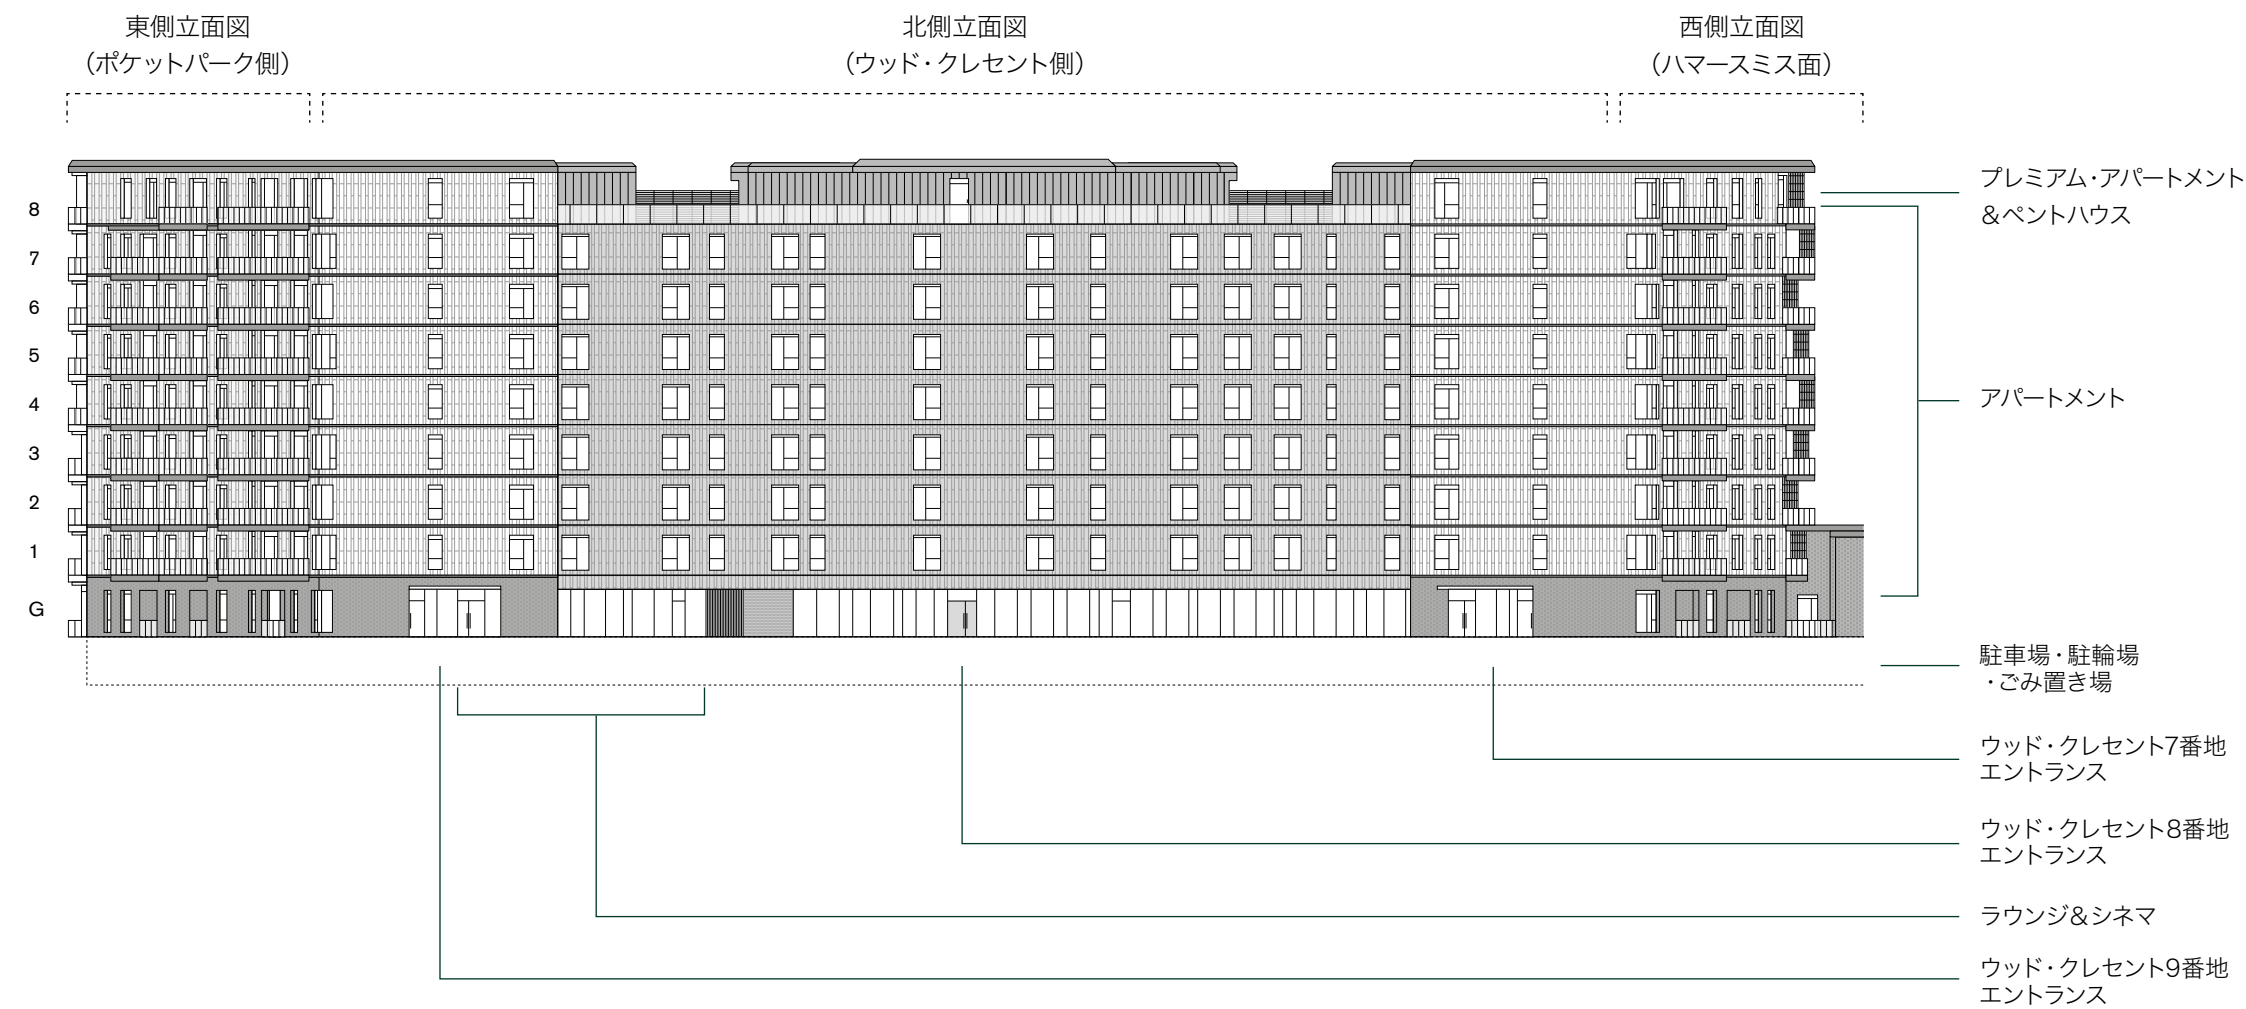 東側立面図
（ポケットパーク側）
北側立面図
（ウッド・クレセント側）
西側立面図
（ハマースミス面）
8
7
6
5
4
3
2
1
G
プレミアム・アパートメント
＆ペントハウス
アパートメント
駐車場・駐輪場
・ごみ置き場
ウッド・クレセント7番地
エントランス
ウッド・クレセント8番地
エントランス
ラウンジ＆シネマ
ウッド・クレセント9番地
エントランス